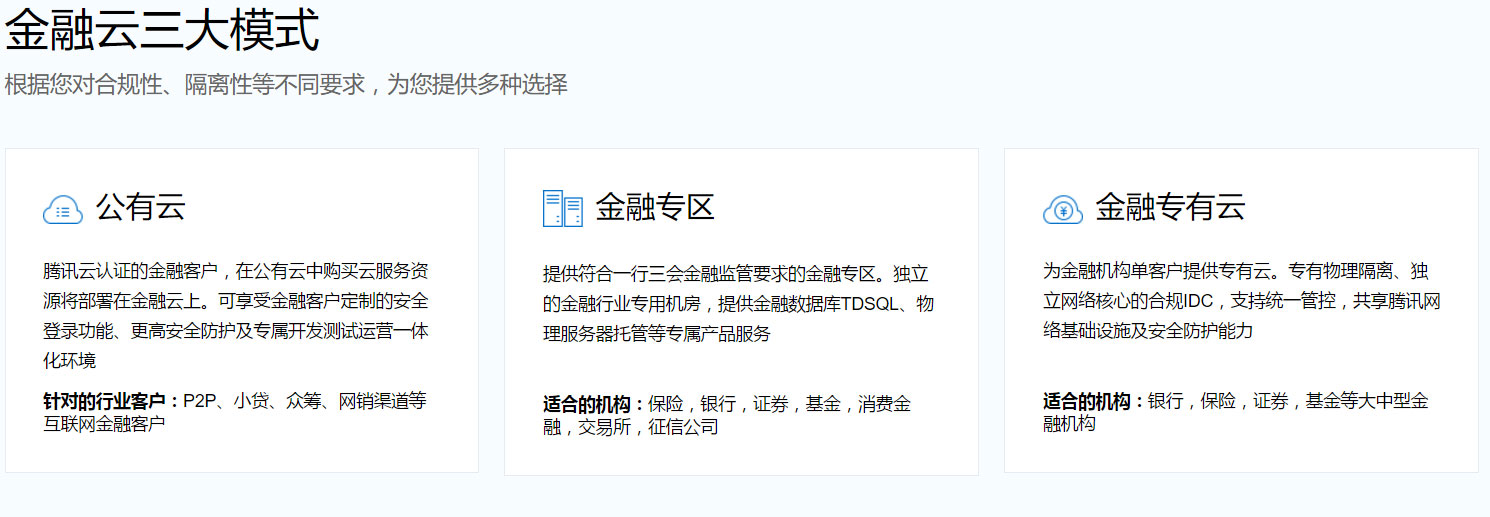 金融云三大模式
根据您对合规性、隔离性等不同要求，为您提供多种选择
公有云
腾讯云认证的金融客户，在公有云中购买云服务资
源将部署在金融云上。可享受金融客户定制的安全
登录功能、更高安全防护及专属开发测试运营一体
化环境
针对的行业客户：P2P、小贷、众筹、网销渠道等
互联网金融客户
金融专区
提供符合一行三会金融监管要求的金融专区。独立
的金融行业专用机房，提供金融数据库TDSQL、物
理服务器托管等专属产品服务
适合的机构：保险，银行，证券，基金，消费金
融，交易所，征信公司
金融专有云
为金融机构单客户提供专有云。专有物理隔离、独
立网络核心的合规IDC，支持统一管控，共享腾讯网
络基础设施及安全防护能力
适合的机构：银行，保险，证券，基金等大中型金
融机构